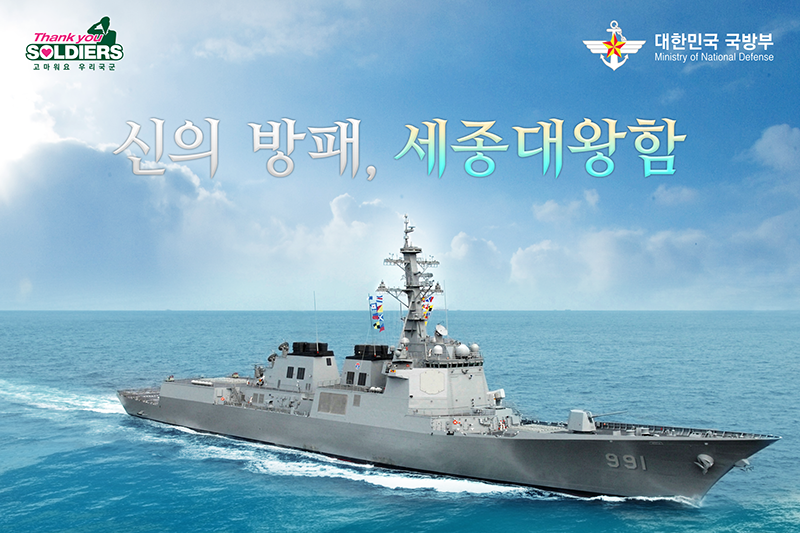 Thank you
SOLDIERS
고마워요 우리국군
대한민국 국방부
Ministry of National Defense
신의 방패, 세종대왕함
991